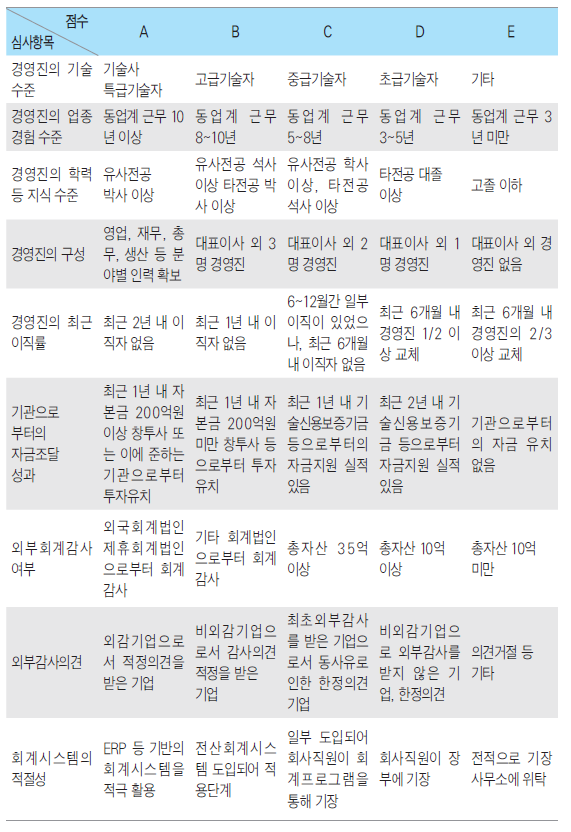 점수
심사항목
A
B
C
D
E
경영진의 기술
수준
기술사
특급기술자
고급기술자
중급기술자
초급기술자
기타
경영진의 업종
경험 수준
동업계 근무 10
년 이상
동업계 근무
8~10년
동업계 근무
5~8년
동업계 근무
3~5년
동업계 근무 3
년 미만
경영진의 학력
등 지식 수준
유사전공
박사 이상
유사전공 석사
이상 타전공 박
사 이상
유사전공 학사
이상, 타전공
석사 이상
타전공 대졸
이상
고졸 이하
경영진의 구성
영업, 재무, 총
무, 생산 등 분
야별 인력 확보
대표이사 외 3
명 경영진
대표이사 외 2
명 경영진
대표이사 외 1
명 경영진
대표이사 외 경
영진 없음
경영진의 최근
이직률
최근 2년 내 이
직자 없음
최근 1년 내 이
직자 없음
6~12월간 일부
이직이 있었으
나, 최근 6개월
내 이직자 없음
최근 6개월 내
경영진 1/2 이
상 교체
최근 6개월 내
경영진의 2/3
이상 교체
기관으로
부터의
자금조달
성과
최근 1년 내 자
본금 200억원
이상 창투사 또
는 이에 준하는
기관으로부터
투자유치
최근 1년 내 자
본금 200억원
미만 창투사 등
으로부터 투자
유치
최근 1년 내 기
술신용보증기금
등으로부터의
자금지원 실적
있음
최근 2년 내 기
술신용보증기
금 등으로부터
자금지원 실적
있음
기관으로부터
의 자금 유치
없음
외부회계감사
여부
외국회계법인
제휴회계법인
으로부터 회계
감사
기타 회계법인
으로부터 회계
감사
총자산 35억
이상
총자산 10억
이상
총자산 10억
미만
외부감사의견
외감기업으로
서 적정의견을
받은 기업
비외감기업으
로서 감사의견
적정을 받은
기업
최초외부감사
를 받은 기업으
로서 동사유로
인한 한정의견
기업
비외감기업으
로 외부감사를
받지 않은 기
업, 한정의견
의견거절 등
기타
회계시스템의
적절성
ERP 등 기반의
회계시스템을
적극 활용
전산회계시스
템 도입되어 적
용단계
일부 도입되어
회사직원이 회
계프로그램을
통해 기장
회사직원이 장
부에 기장
전적으로 기장
사무소에 위탁